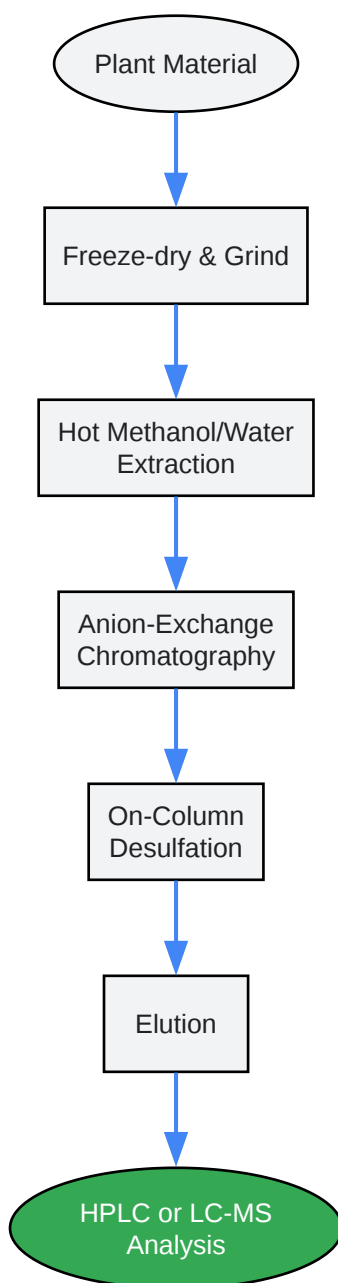 Plant Material
Freeze-dry & Grind
Hot Methanol/Water
Extraction
Anion-Exchange
Chromatography
On-Column
Desulfation
Elution
HPLC or LC-MS
Analysis